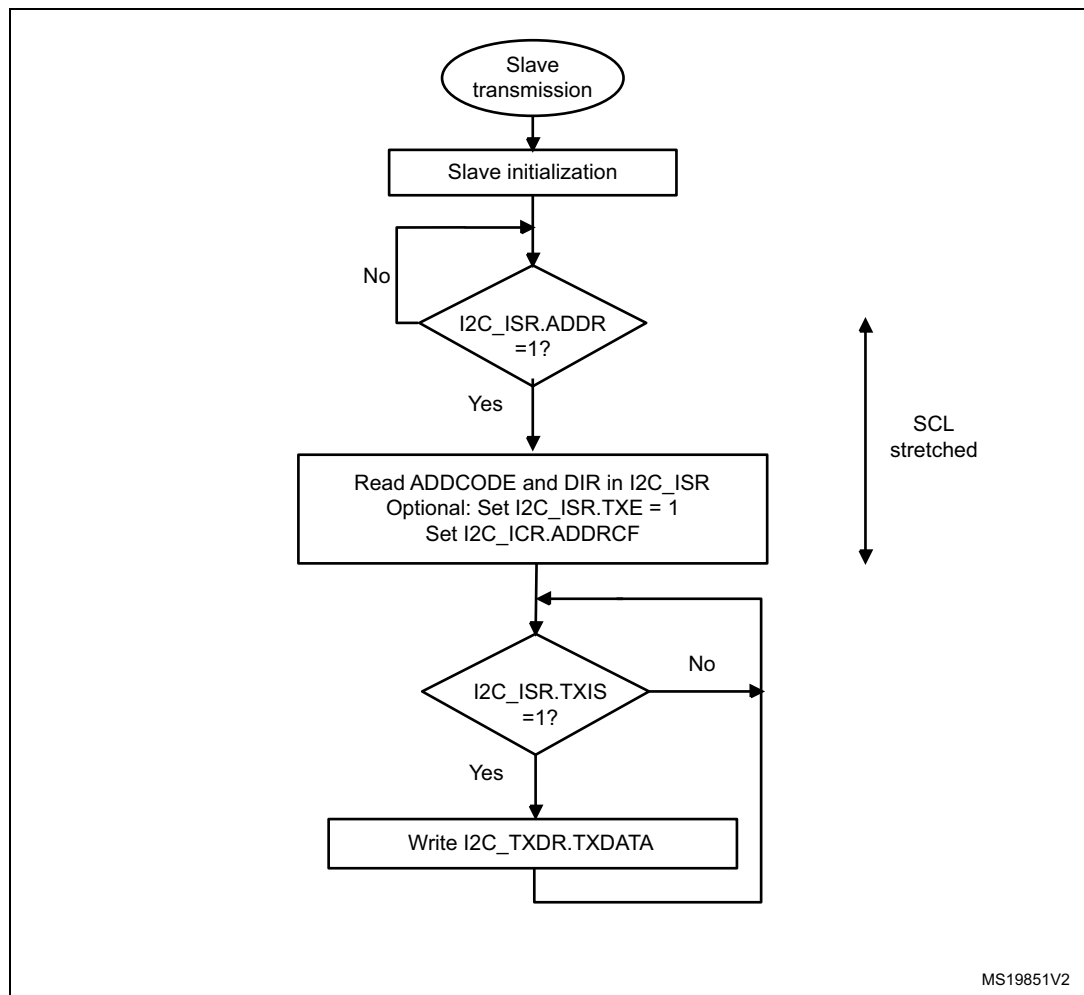 Slave
transmission
Slave initialization
No
I2C_ISR.ADDR
=1?
Yes
SCL
stretched
Read ADDCODE and DIR in I2C_ISR
Optional: Set I2C_ISR.TXE = 1
Set I2C_ICR.ADDRCF
No
I2C_ISR.TXIS
=1?
Yes
Write I2C_TXDR.TXDATA
MS19851V2